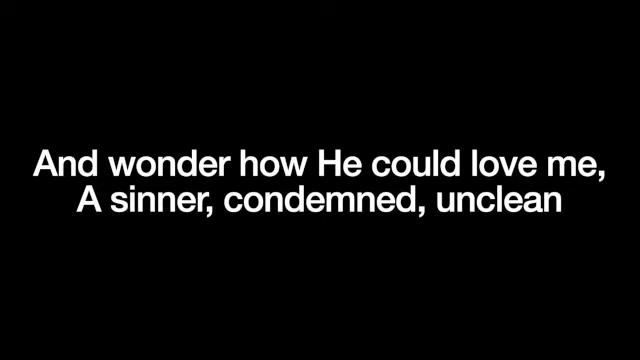 And wonder how He could love me,
A sinner, condemned, unclean